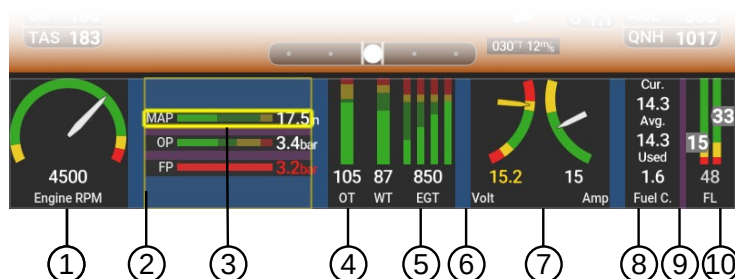 TAS 183
G 1.1
030°T 12m/s
QNH 1017
MAP 17.5in
OP 3.4bar
FP 3.2bar
4500
Engine RPM
105 87 850
OT WT EGT
15.2 15
Volt Amp
Cur.
14.3
Avg.
14.3
Used
1.6
Fuel C.
33
15
48
FL
1 2 3 4 5 6 7 8 9 10